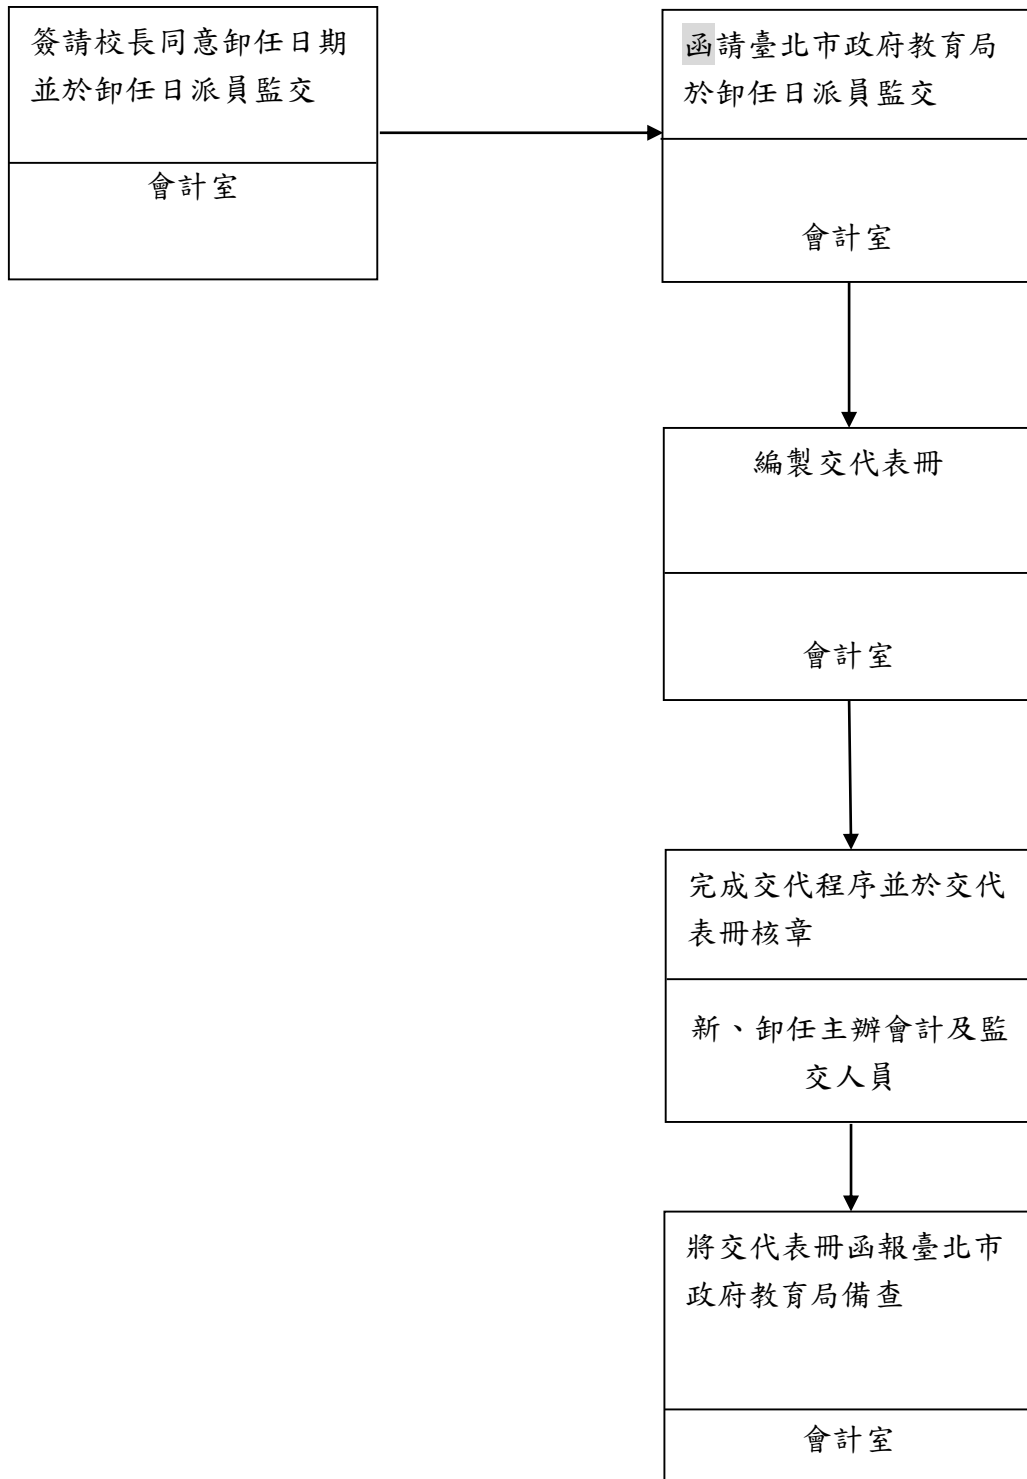 簽請校長同意卸任日期
並於卸任日派員監交
會計室
函請臺北市政府教育局
於卸任日派員監交
會計室
編製交代表冊
會計室
完成交代程序並於交代
表冊核章
新、卸任主辦會計及監
交人員
將交代表冊函報臺北市
政府教育局備查
會計室